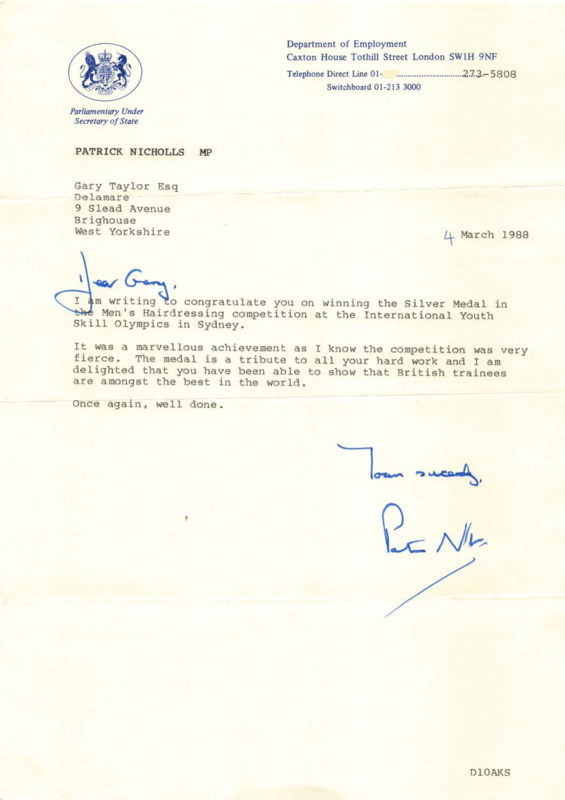 Department of Employment
Caxton House Tothill Street London SW1H 9NF
Telephone Direct Line 01-..............................273-5808
Switchboard 01-213 3000
Parliamentary Under
Secretary of State
PATRICK NICHOLLS MP
Gary Taylor Esq
Delamare
9 Slead Avenue
Brighouse
West Yorkshire
4 March 1988
Dear Gary,
I am writing to congratulate you on winning the Silver Medal in
the Men's Hairdressing competition at the International Youth
Skill Olympics in Sydney.
It was a marvellous achievement as I know the competition was very
fierce. The medal is a tribute to all your hard work and I am
delighted that you have been able to show that British trainees
are amongst the best in the world.
Once again, well done.
Yours sincerely,
D10AKS